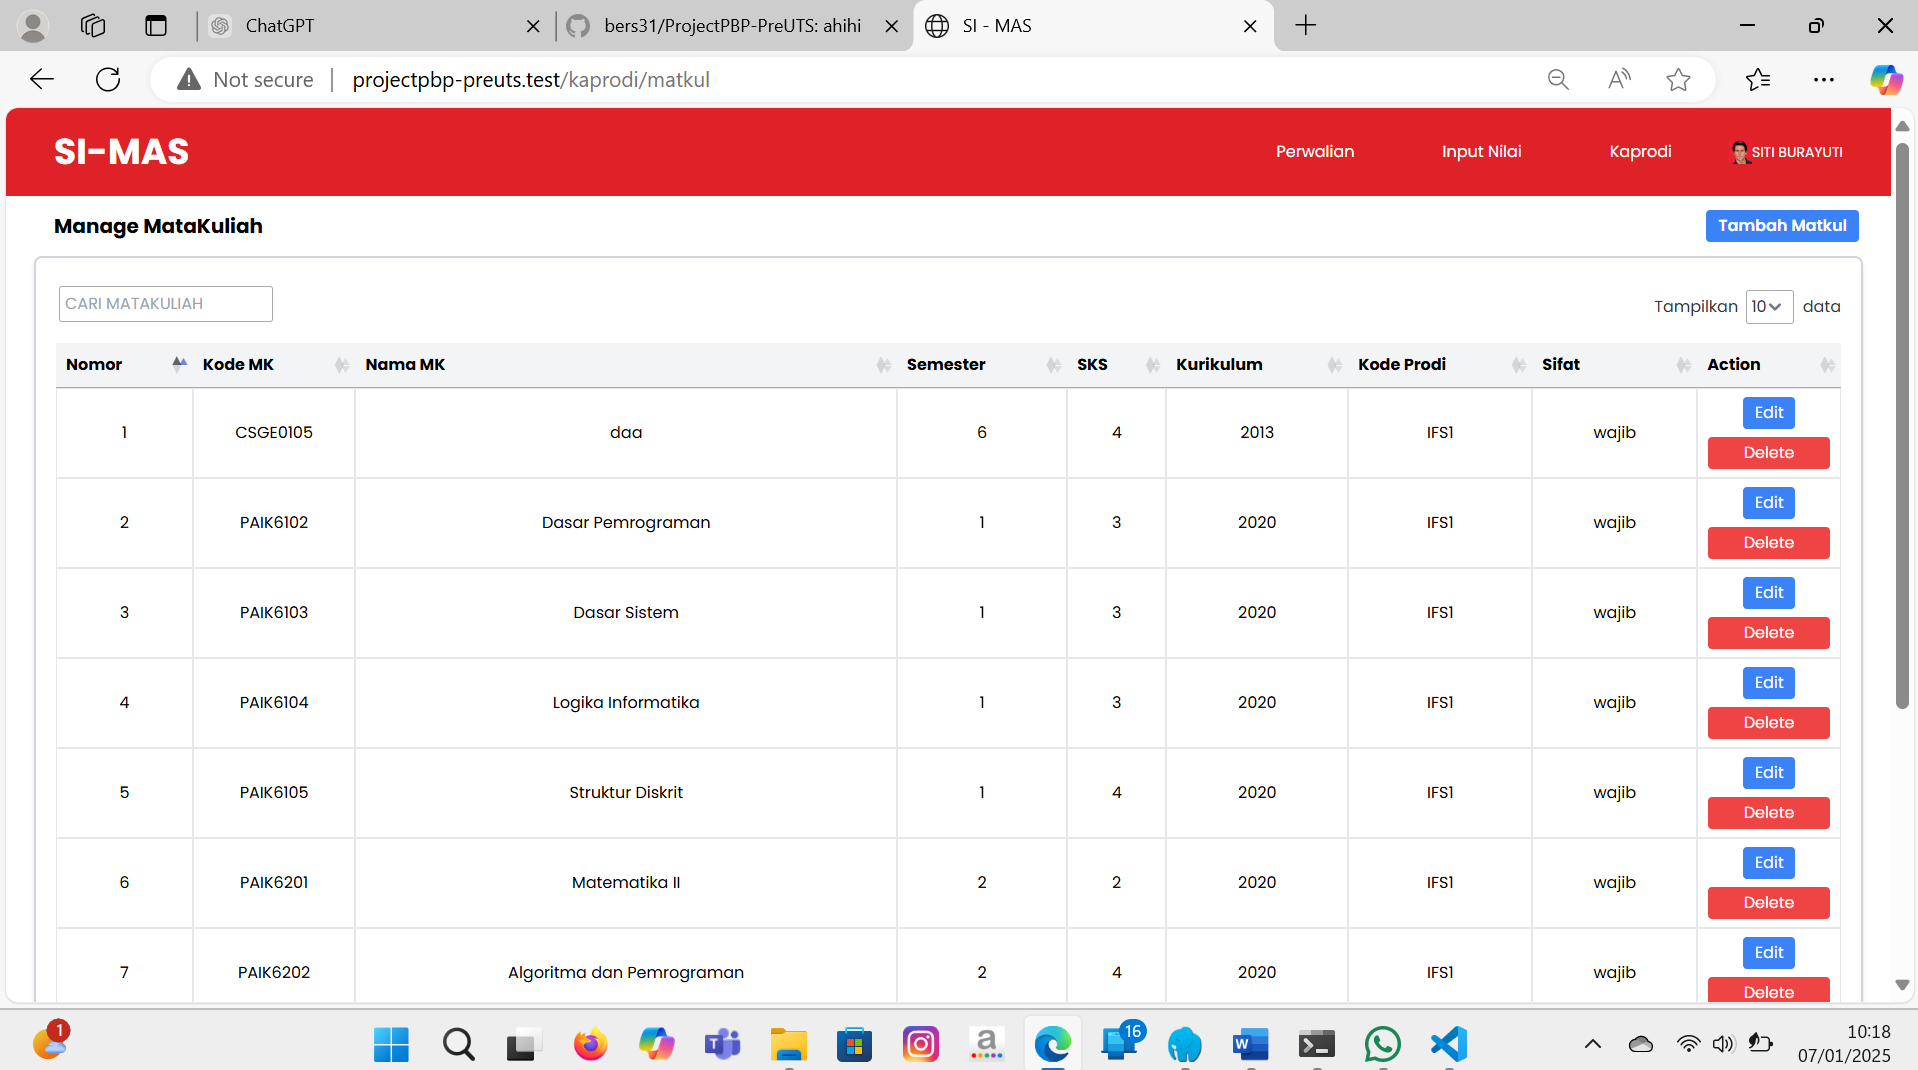 ChatGPT
bers31/ProjectPBP-PreUTS: ahihi
SI - MAS
Not secure
projectpbp-preuts.test/kaprodi/matkul
SI-MAS
Perwalian
Input Nilai
Kaprodi
SITI BURAYUTI
Manage MataKuliah
Tambah Matkul
CARI MATAKULIAH
Tampilkan 10 data
Nomor Kode MK Nama MK Semester SKS Kurikulum Kode Prodi Sifat Action
1 CSGE0105 daa 6 4 2013 IFS1 wajib Edit
Delete
2 PAIK6102 Dasar Pemrograman 1 3 2020 IFS1 wajib Edit
Delete
3 PAIK6103 Dasar Sistem 1 3 2020 IFS1 wajib Edit
Delete
4 PAIK6104 Logika Informatika 1 3 2020 IFS1 wajib Edit
Delete
5 PAIK6105 Struktur Diskrit 1 4 2020 IFS1 wajib Edit
Delete
6 PAIK6201 Matematika II 2 2 2020 IFS1 wajib Edit
Delete
7 PAIK6202 Algoritma dan Pemrograman 2 4 2020 IFS1 wajib Edit
Delete
1
16
10:18
07/01/2025